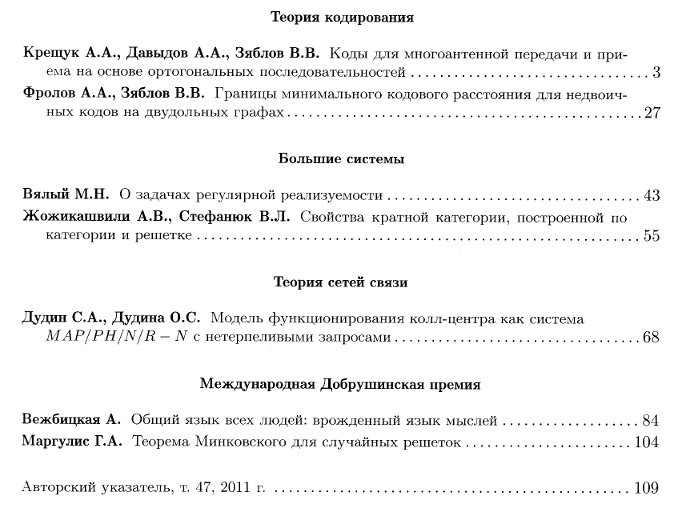 Теория кодирования
Крещук А.А., Давыдов А.А., Зяблов В.В. Коды для многоантенной передачи и при-
ема на основе ортогональных последовательностей ........................................ 3
Фролов А.А., Зяблов В.В. Границы минимального кодового расстояния для недвоич-
ных кодов на двудольных графах ........................................ 27
Большие системы
Вялый М.Н. О задачах регулярной реализуемости ........................................ 43
Жожикашвили А.В., Стефанюк В.Л. Свойства кратной категории, построенной по
категории и решетке ........................................ 55
Теория сетей связи
Дудин С.А., Дудина О.С. Модель функционирования колл-центра как система
MAP/PH/N/R − N с нетерпеливыми запросами ........................................ 68
Международная Добрушинская премия
Вежбицкая А. Общий язык всех людей: врожденный язык мыслей .................... 84
Маргулис Г.А. Теорема Минковского для случайных решеток .................... 104
Авторский указатель, т. 47, 2011 г. ........................................ 109